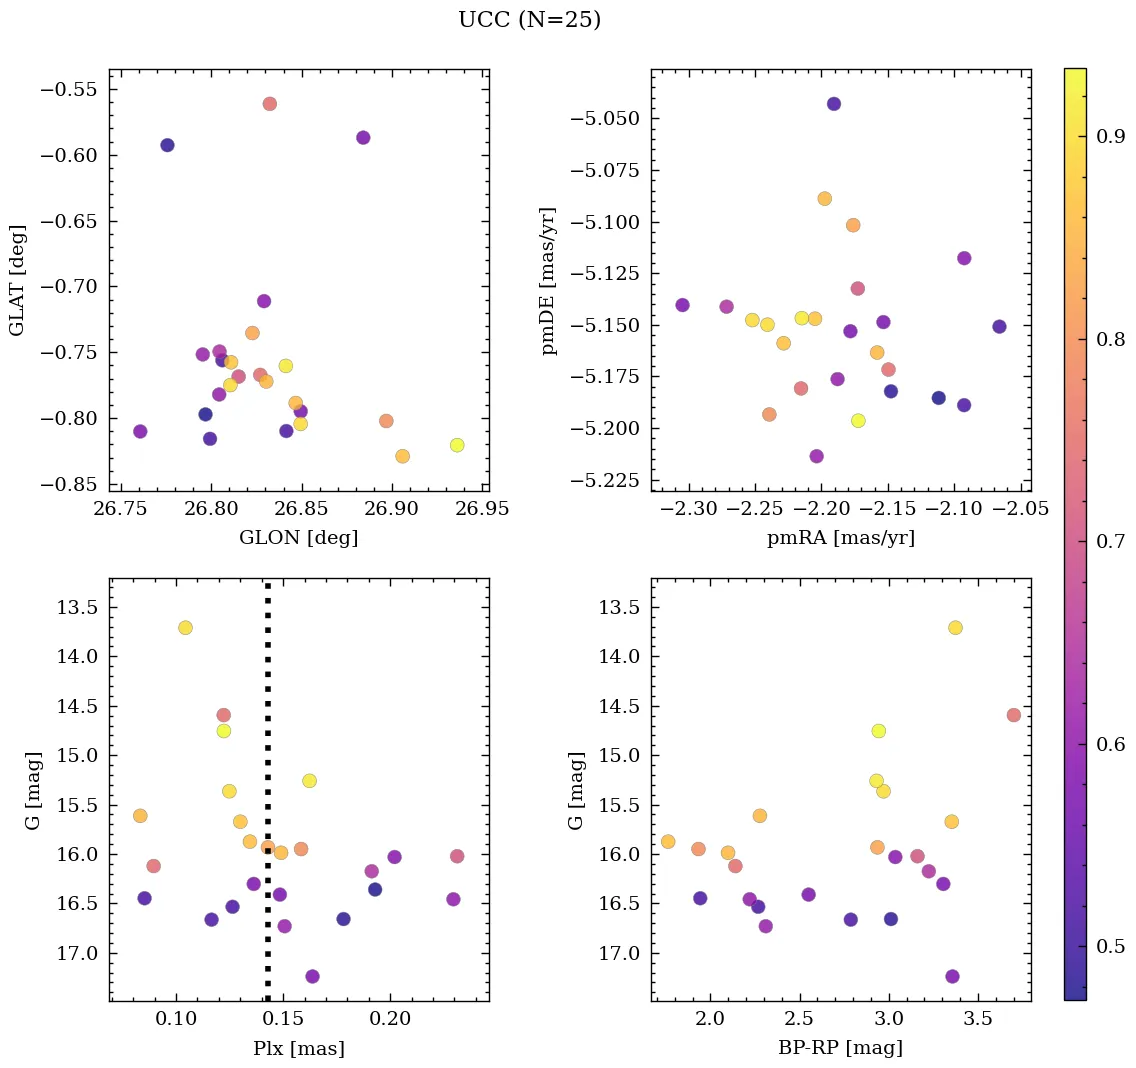 UCC (N=25)
−0.55
−0.60
−0.65
−0.70
−0.75
−0.80
−0.85
GLAT [deg]
26.75 26.80 26.85 26.90 26.95
GLON [deg]
−5.050
−5.075
−5.100
−5.125
−5.150
−5.175
−5.200
−5.225
pmDE [mas/yr]
−2.30 −2.25 −2.20 −2.15 −2.10 −2.05
pmRA [mas/yr]
13.5
14.0
14.5
15.0
15.5
16.0
16.5
17.0
G [mag]
0.10 0.15 0.20
Plx [mas]
13.5
14.0
14.5
15.0
15.5
16.0
16.5
17.0
G [mag]
2.0 2.5 3.0 3.5
BP-RP [mag]
0.9
0.8
0.7
0.6
0.5